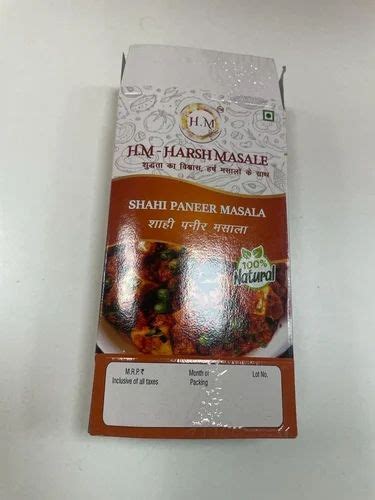 H.M
H.M - HARSH MASALE
शुद्धता का विश्वास, हर्ष मसालों के साथ
SHAHI PANEER MASALA
शाही पनीर मसाला
100%
Natural
M.R.P.₹
Inclusive of all taxes
Month of
Packing
Lot No.